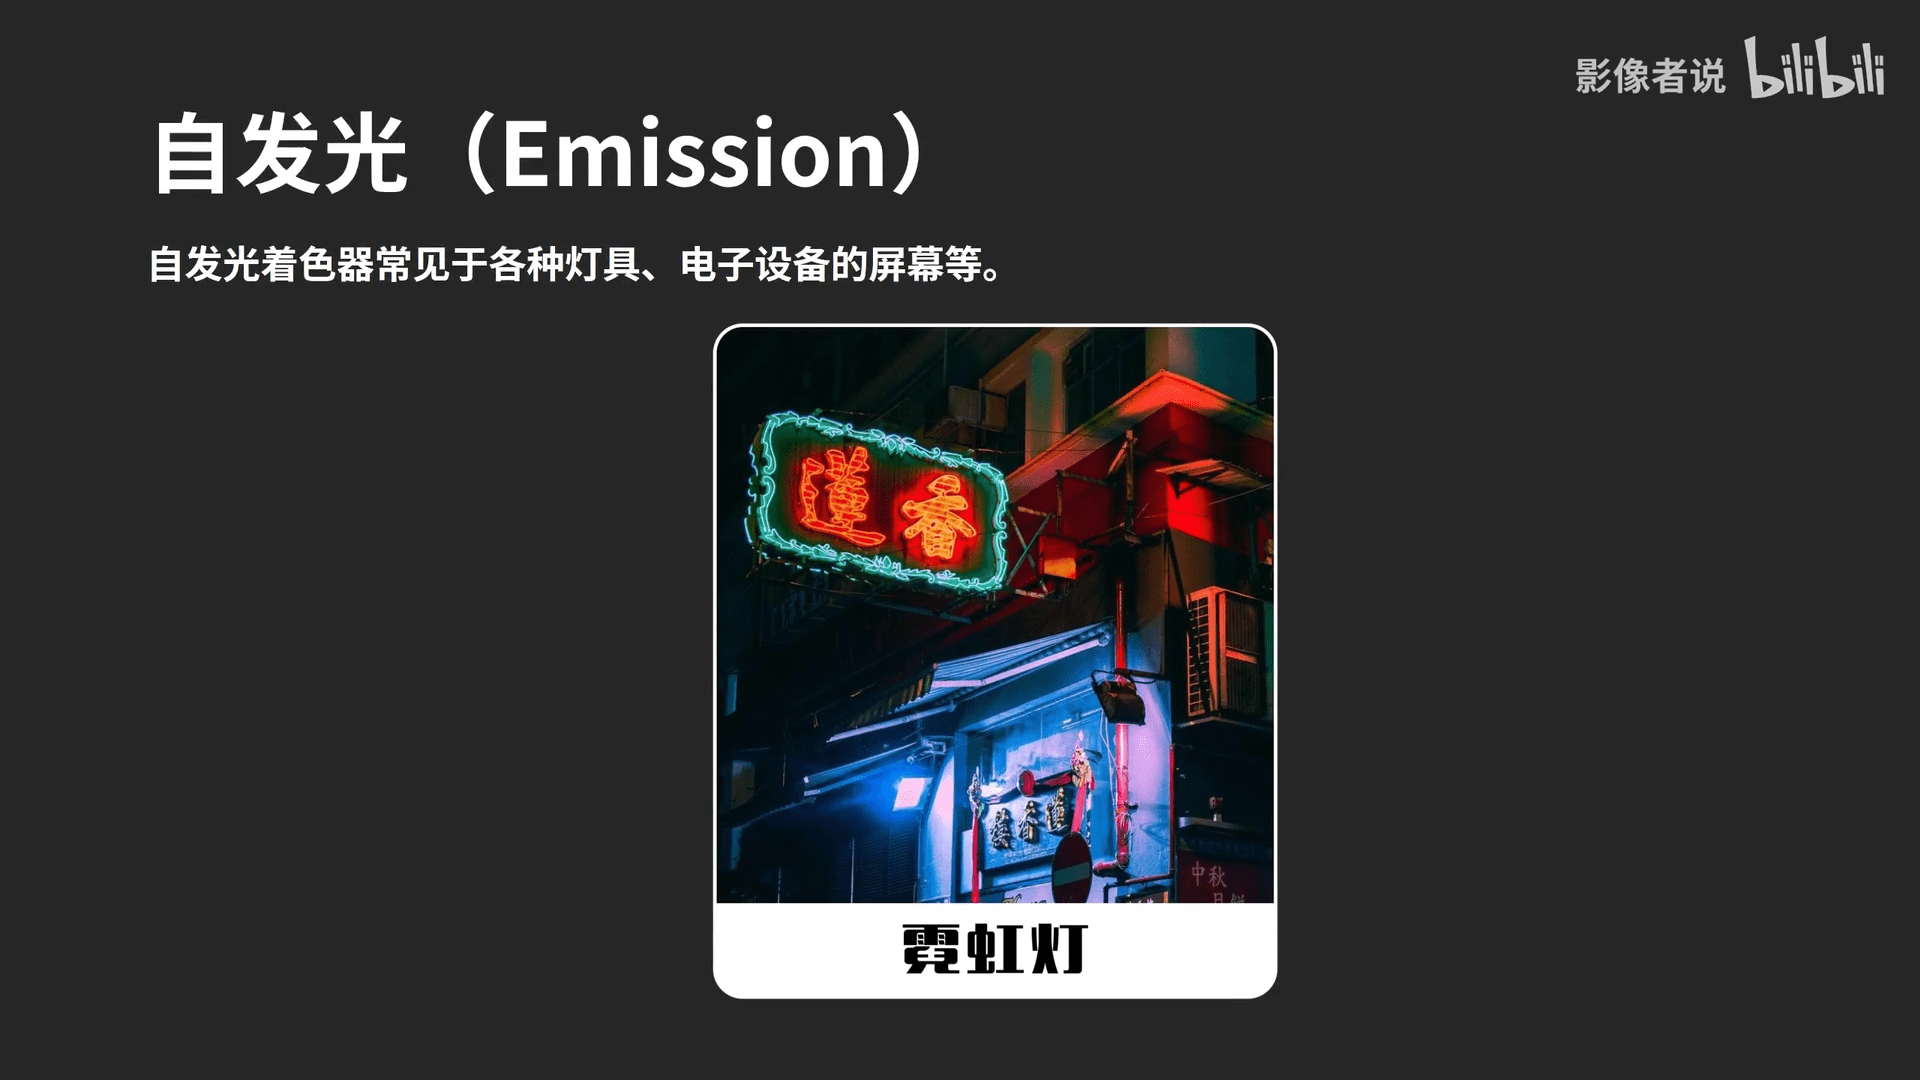 影像者说 bilibili
自发光（Emission）
自发光着色器常见于各种灯具、电子设备的屏幕等。
蓮香
蓮香樓
中秋
月餅
霓虹灯